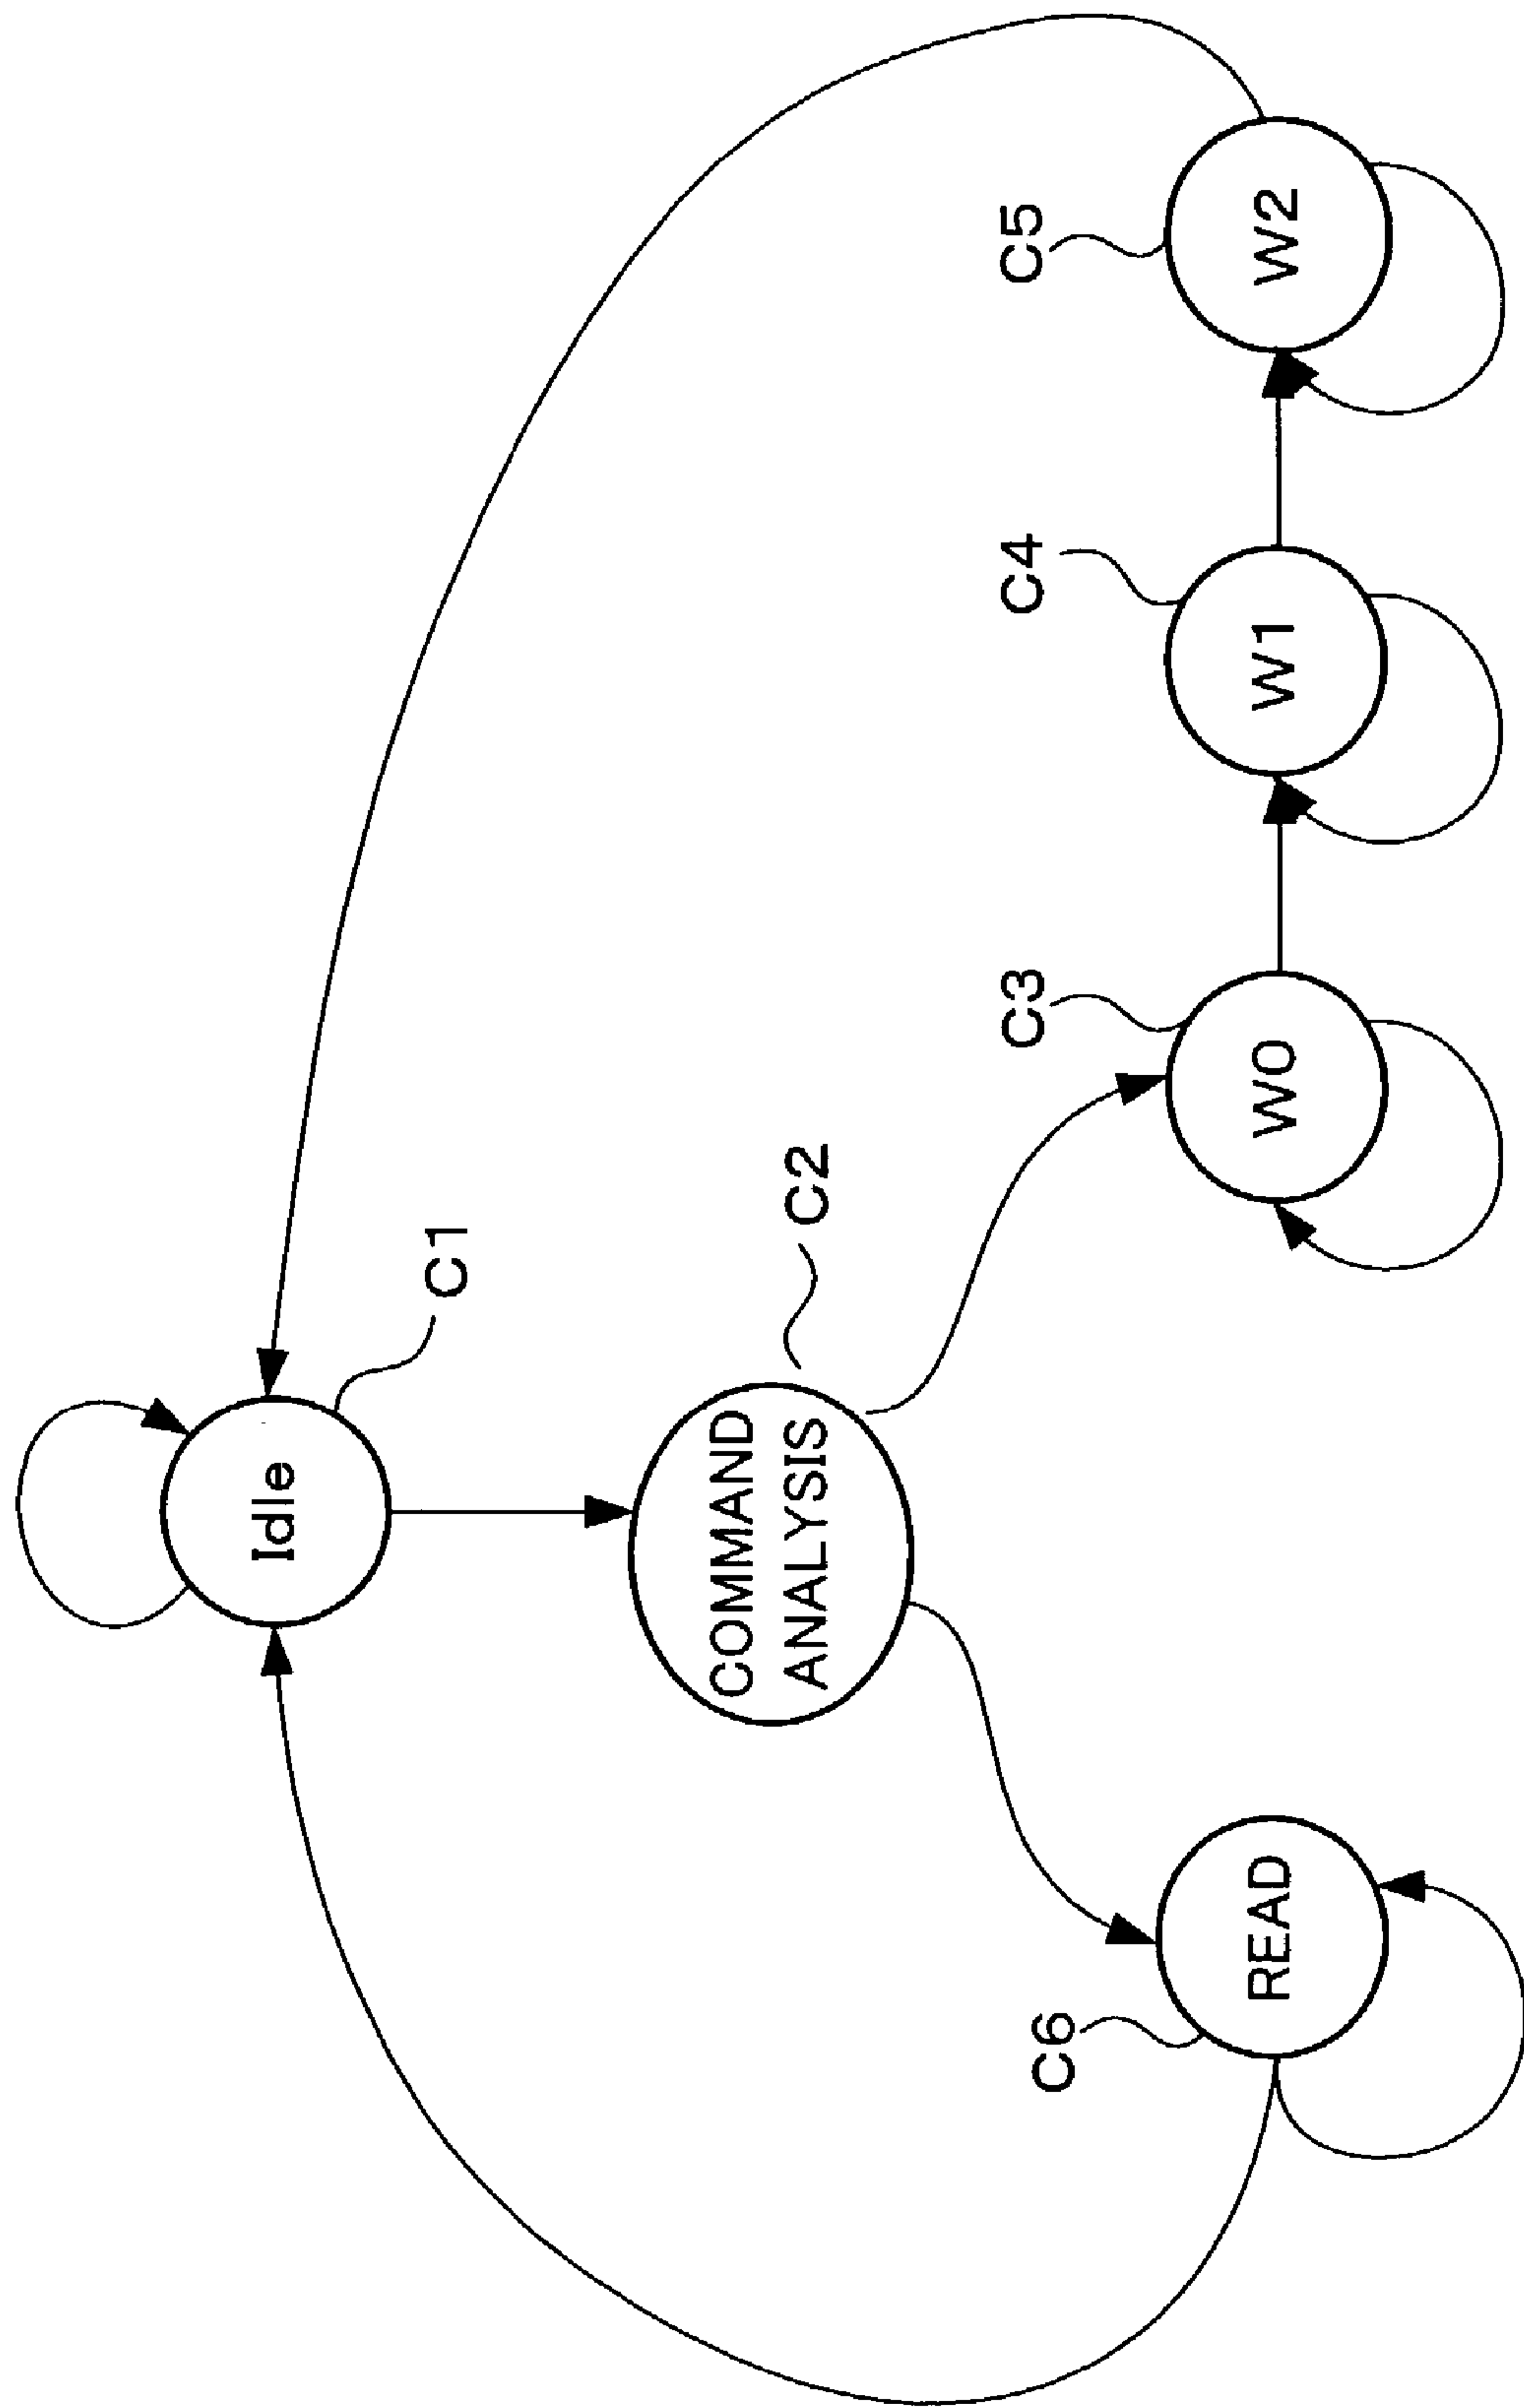 Idle
C1
COMMAND
ANALYSIS
C2
C6
READ
C3
W0
C4
W1
C5
W2